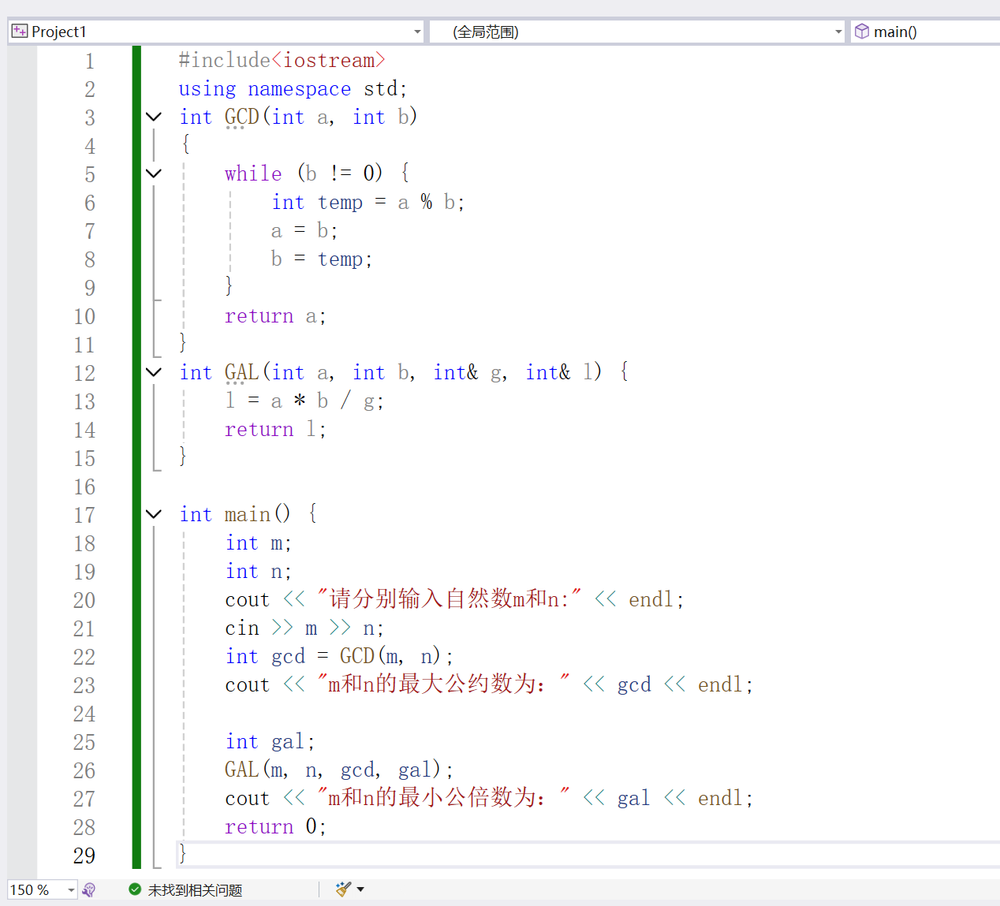 Project1 (全局范围) main()
1 #include<iostream>
2 using namespace std;
3 int GCD(int a, int b)
4 {
5     while (b != 0) {
6         int temp = a % b;
7         a = b;
8         b = temp;
9     }
10     return a;
11 }
12 int GAL(int a, int b, int& g, int& l) {
13     l = a * b / g;
14     return l;
15 }
16
17 int main() {
18     int m;
19     int n;
20     cout << "请分别输入自然数m和n:" << endl;
21     cin >> m >> n;
22     int gcd = GCD(m, n);
23     cout << "m和n的最大公约数为：" << gcd << endl;
24
25     int gal;
26     GAL(m, n, gcd, gal);
27     cout << "m和n的最小公倍数为：" << gal << endl;
28     return 0;
29 }
150 % 未找到相关问题